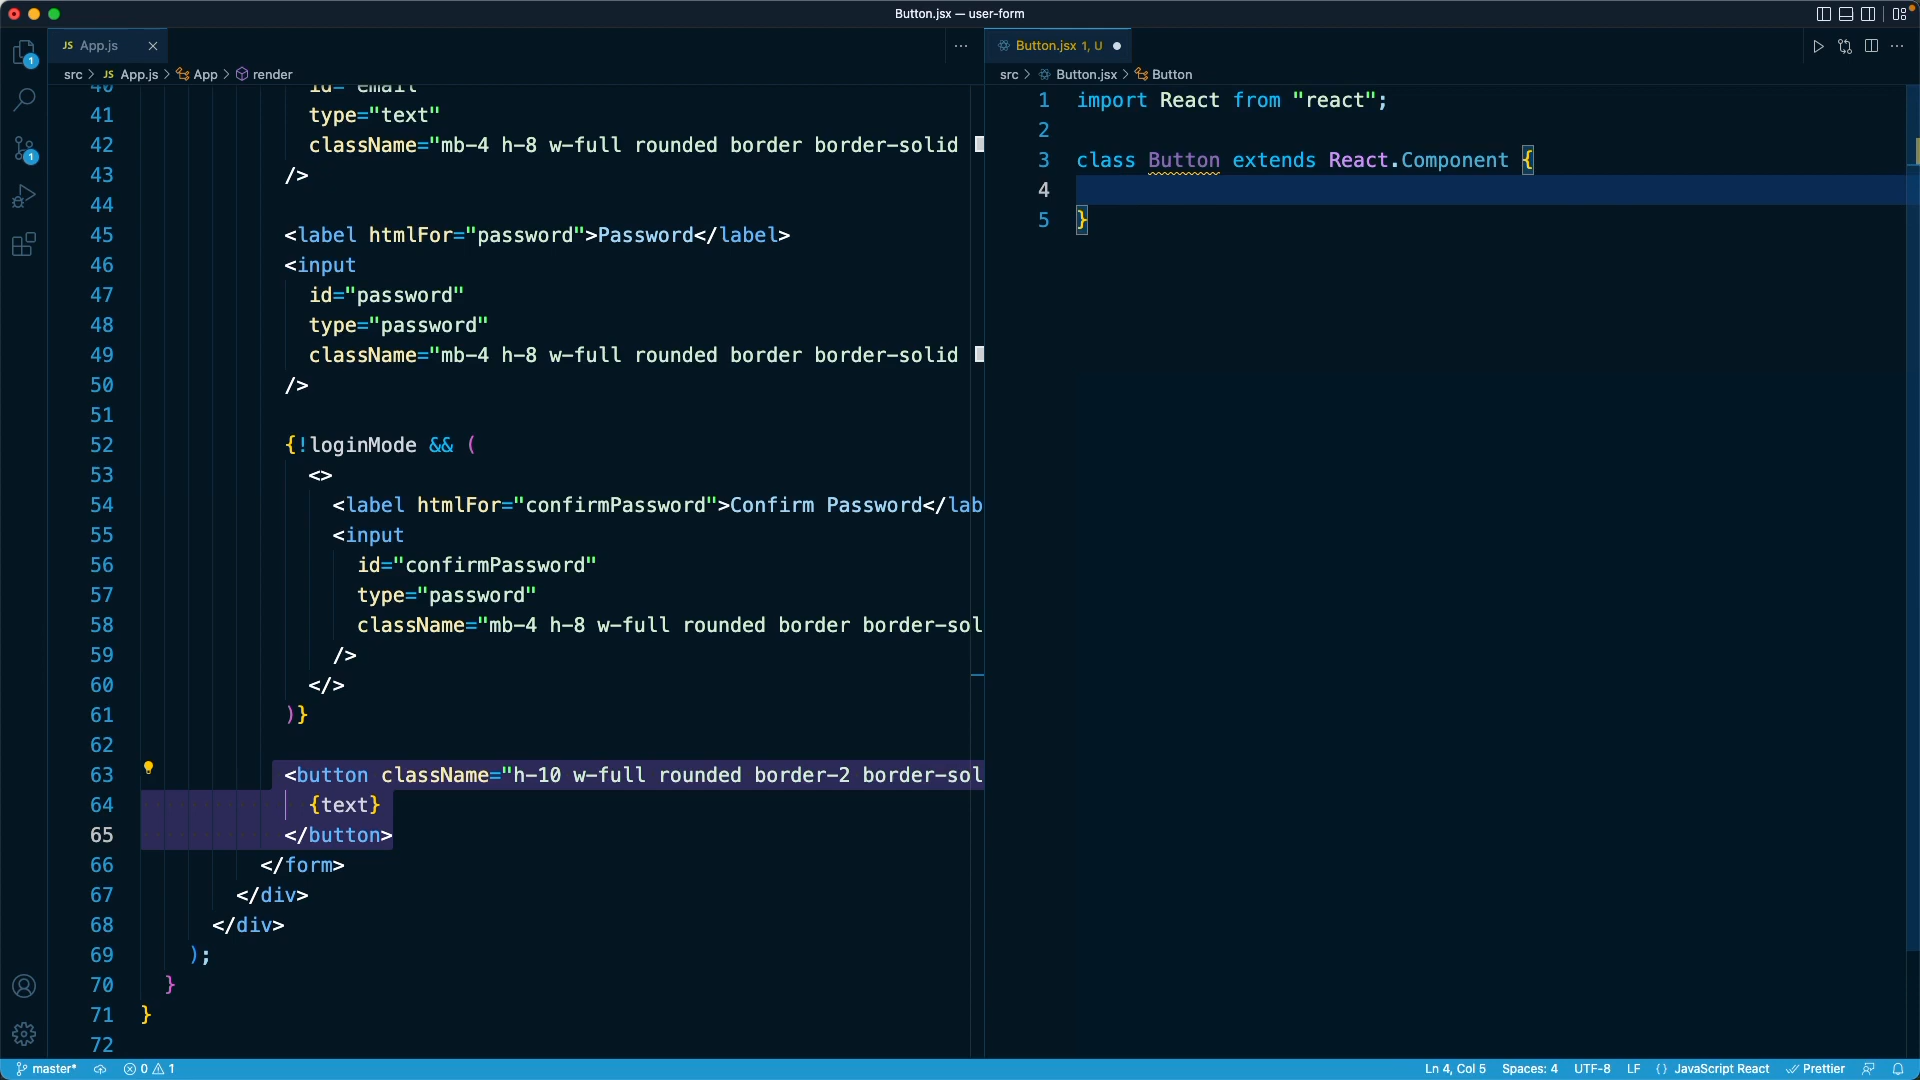 Button.jsx — user-form
JS App.js
Button.jsx 1, U
src > JS App.js > App > render
src > Button.jsx > Button
40 id="email"
41 type="text"
42 className="mb-4 h-8 w-full rounded border border-solid
43 />
44
45 <label htmlFor="password">Password</label>
46 <input
47 id="password"
48 type="password"
49 className="mb-4 h-8 w-full rounded border border-solid
50 />
51
52 {!loginMode && (
53 <>
54 <label htmlFor="confirmPassword">Confirm Password</lab
55 <input
56 id="confirmPassword"
57 type="password"
58 className="mb-4 h-8 w-full rounded border border-sol
59 />
60 </>
61 )}
62
63 <button className="h-10 w-full rounded border-2 border-sol
64 {text}
65 </button>
66 </form>
67 </div>
68 </div>
69 );
70 }
71 }
72
1 import React from "react";
2
3 class Button extends React.Component {
4
5 }
1
1
master* 0 1 Ln 4, Col 5 Spaces: 4 UTF-8 LF {} JavaScript React Prettier